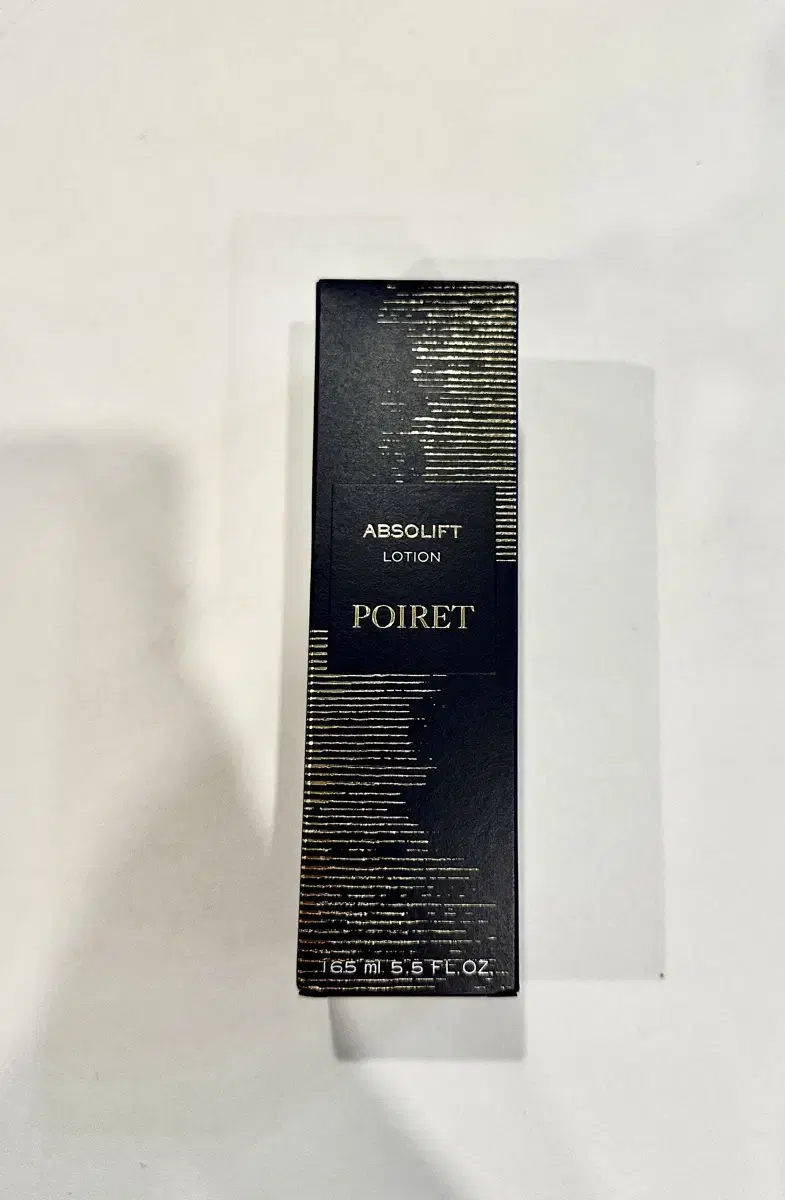 ABSOLIFT
LOTION
POIRET
165 ml 5.5 FL.OZ.